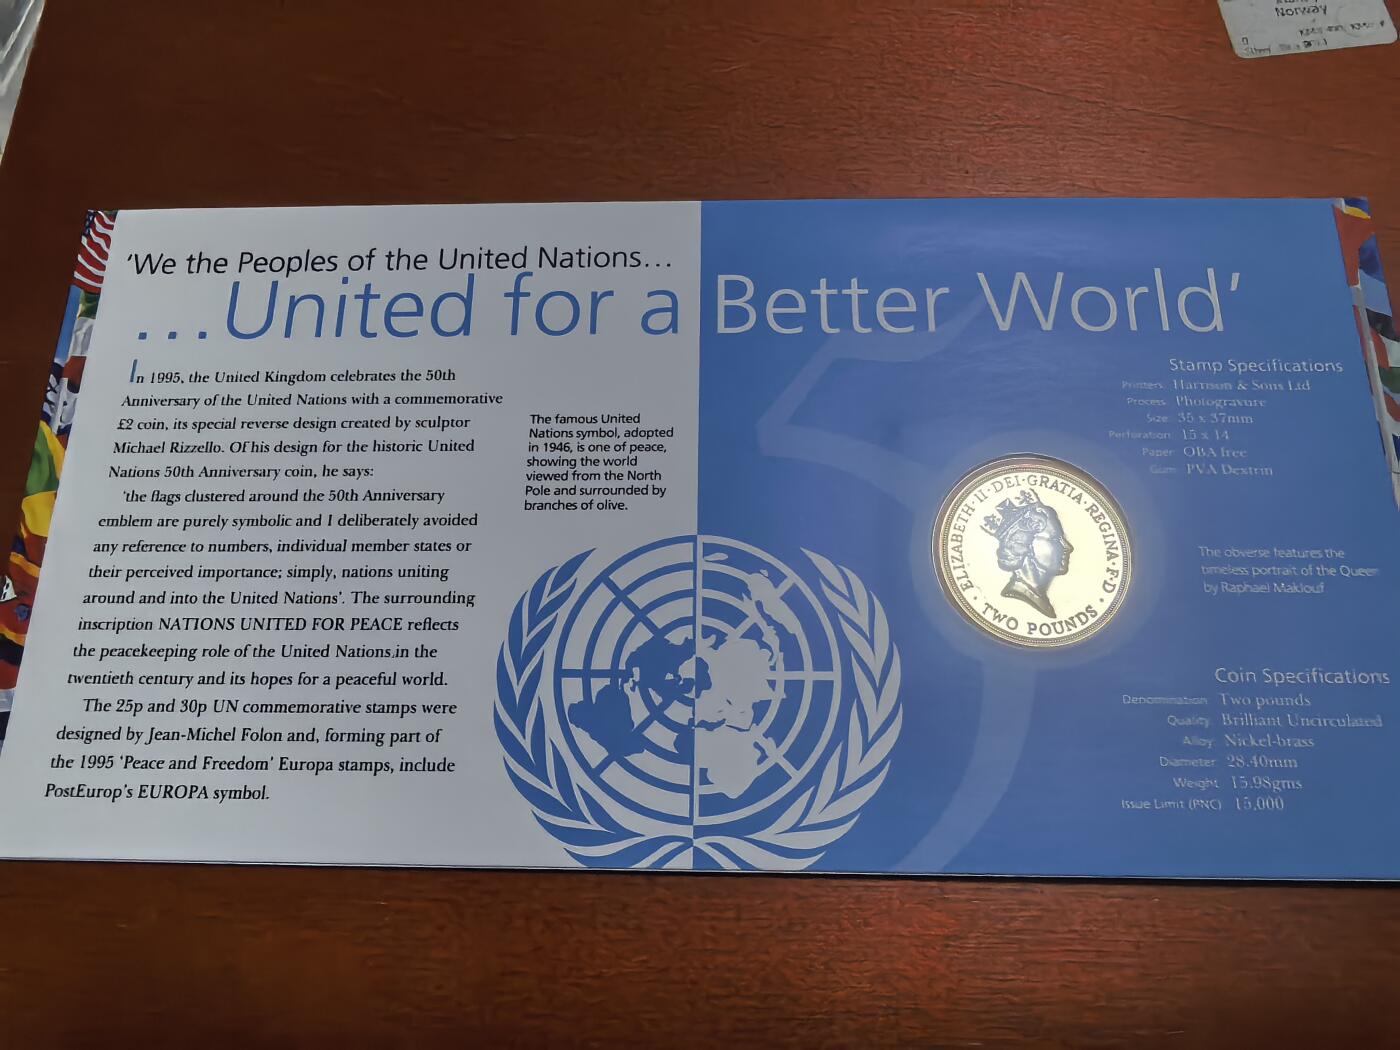 Norway
'We the Peoples of the United Nations...
...United for a Better World'
In 1995, the United Kingdom celebrates the 50th
Anniversary of the United Nations with a commemorative
£2 coin, its special reverse design created by sculptor
Michael Rizzello. Of his design for the historic United
Nations 50th Anniversary coin, he says:
'the flags clustered around the 50th Anniversary
emblem are purely symbolic and I deliberately avoided
any reference to numbers, individual member states or
their perceived importance; simply, nations uniting
around and into the United Nations'. The surrounding
inscription NATIONS UNITED FOR PEACE reflects
the peacekeeping role of the United Nations in the
twentieth century and its hopes for a peaceful world.
The 25p and 30p UN commemorative stamps were
designed by Jean-Michel Folon and, forming part of
the 1995 'Peace and Freedom' Europa stamps, include
PostEurop's EUROPA symbol.
The famous United
Nations symbol, adopted
in 1946, is one of peace,
showing the world
viewed from the North
Pole and surrounded by
branches of olive.
Stamp Specifications
Printers: Harrison & Sons Ltd
Process: Photogravure
Size: 35 x 37mm
Perforation: 15 x 14
Paper: OBA free
Gum: PVA Dextrin
ELIZABETH·II·DEI·GRATIA·REGINA·F·D·
TWO POUNDS
The obverse features the
timeless portrait of the Queen
by Raphael Maklouf
Coin Specifications
Denomination: Two pounds
Quality: Brilliant Uncirculated
Alloy: Nickel-brass
Diameter: 28.40mm
Weight: 15.98gms
Issue Limit (PNC) 15,000